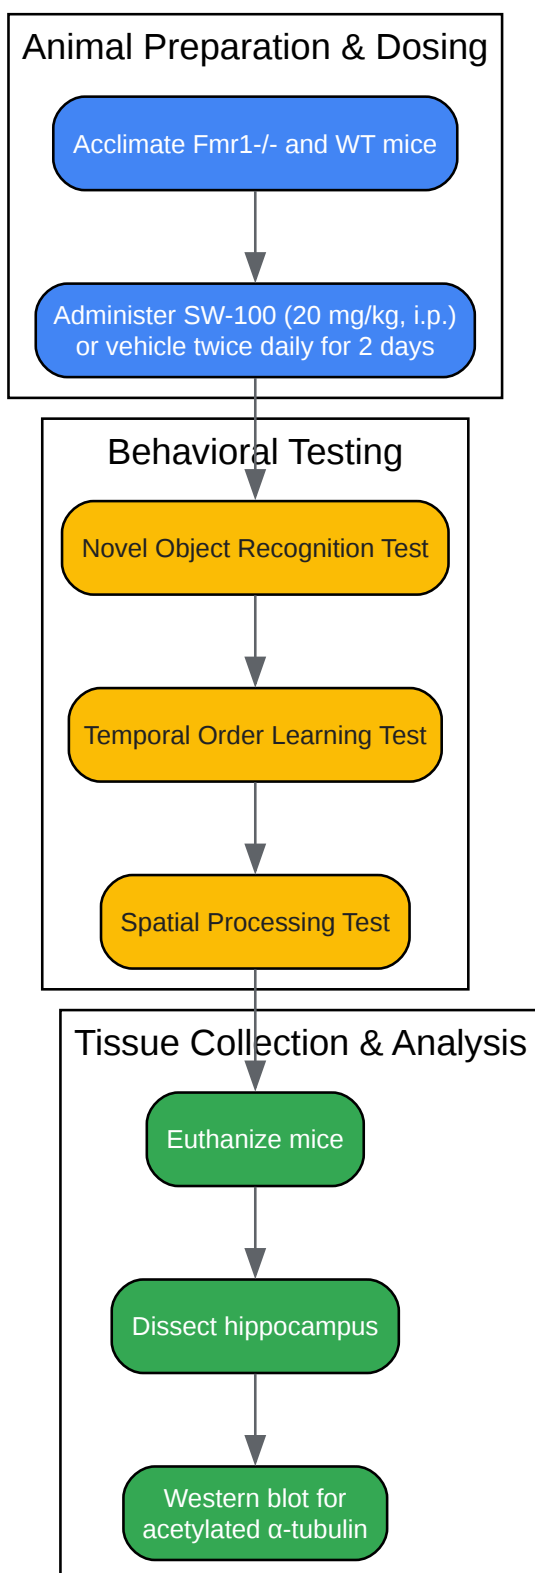 Animal Preparation & Dosing
Acclimate Fmr1-/- and WT mice
Administer SW-100 (20 mg/kg, i.p.)
or vehicle twice daily for 2 days
Behavioral Testing
Novel Object Recognition Test
Temporal Order Learning Test
Spatial Processing Test
Tissue Collection & Analysis
Euthanize mice
Dissect hippocampus
Western blot for
acetylated α-tubulin